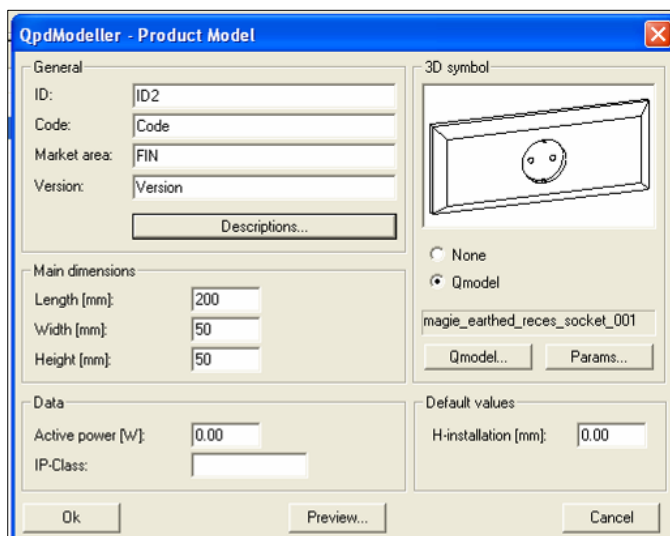 QpdModeller - Product Model
General
ID: ID2
Code: Code
Market area: FIN
Version: Version
Descriptions...
Main dimensions
Length [mm]: 200
Width [mm]: 50
Height [mm]: 50
Data
Active power [W]: 0.00
IP-Class:
3D symbol
None
Qmodel
magie_earthed_reces_socket_001
Qmodel... Params...
Default values
H-installation [mm]: 0.00
Ok Preview... Cancel